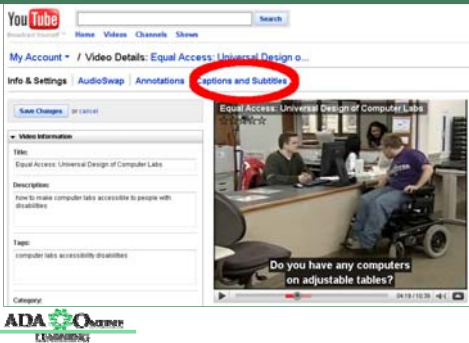 YouTube
Search
Broadcast Yourself™ Home Videos Channels Shows
My Account / Video Details: Equal Access: Universal Design o...
Info & Settings AudioSwap Annotations Captions and Subtitles
Save Changes or cancel
Video Information
Title:
Equal Access: Universal Design of Computer Labs
Description:
how to make computer labs accessible to people with
disabilities
Tags:
computer labs accessibility disabilities
Category:
Equal Access: Universal Design of Computer Labs
Do you have any computers
on adjustable tables?
04:19 / 10:39
ADA Online
Learning